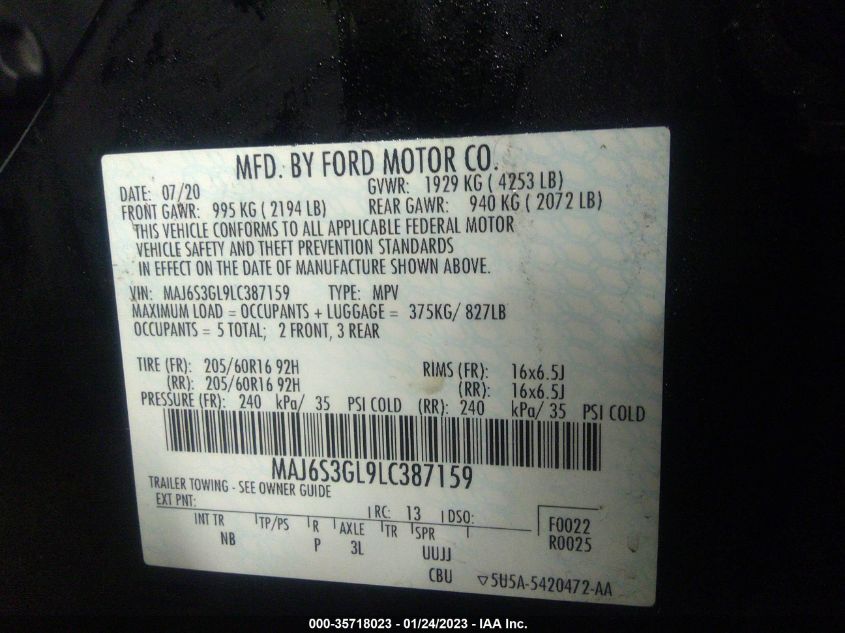 MFD. BY FORD MOTOR CO.
DATE: 07/20 GVWR: 1929 KG ( 4253 LB)
FRONT GAWR: 995 KG ( 2194 LB) REAR GAWR: 940 KG ( 2072 LB)
THIS VEHICLE CONFORMS TO ALL APPLICABLE FEDERAL MOTOR
VEHICLE SAFETY AND THEFT PREVENTION STANDARDS
IN EFFECT ON THE DATE OF MANUFACTURE SHOWN ABOVE.
VIN: MAJ6S3GL9LC387159 TYPE: MPV
MAXIMUM LOAD = OCCUPANTS + LUGGAGE = 375KG/ 827LB
OCCUPANTS = 5 TOTAL; 2 FRONT, 3 REAR
TIRE (FR): 205/60R16 92H RIMS (FR): 16x6.5J
(RR): 205/60R16 92H (RR): 16x6.5J
PRESSURE (FR): 240 kPa/ 35 PSI COLD (RR): 240 kPa/ 35 PSI COLD
MAJ6S3GL9LC387159
TRAILER TOWING - SEE OWNER GUIDE
EXT PNT: RC: 13 DSO: F0022
INT TR TP/PS R AXLE TR SPR R0025
NB P 3L UUJJ
CBU ▽5U5A-5420472-AA
000-35718023 - 01/24/2023 - IAA Inc.